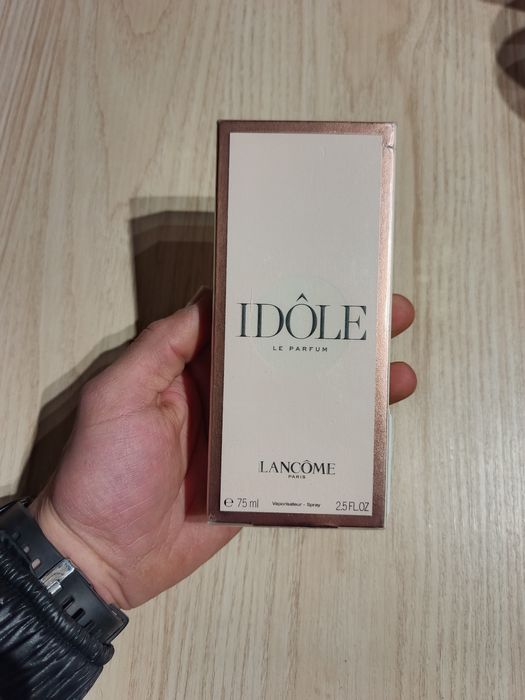 IDÔLE
LE PARFUM
LANCÔME
PARIS
℮ 75 ml Vaporisateur - Spray 2.5 FL.OZ